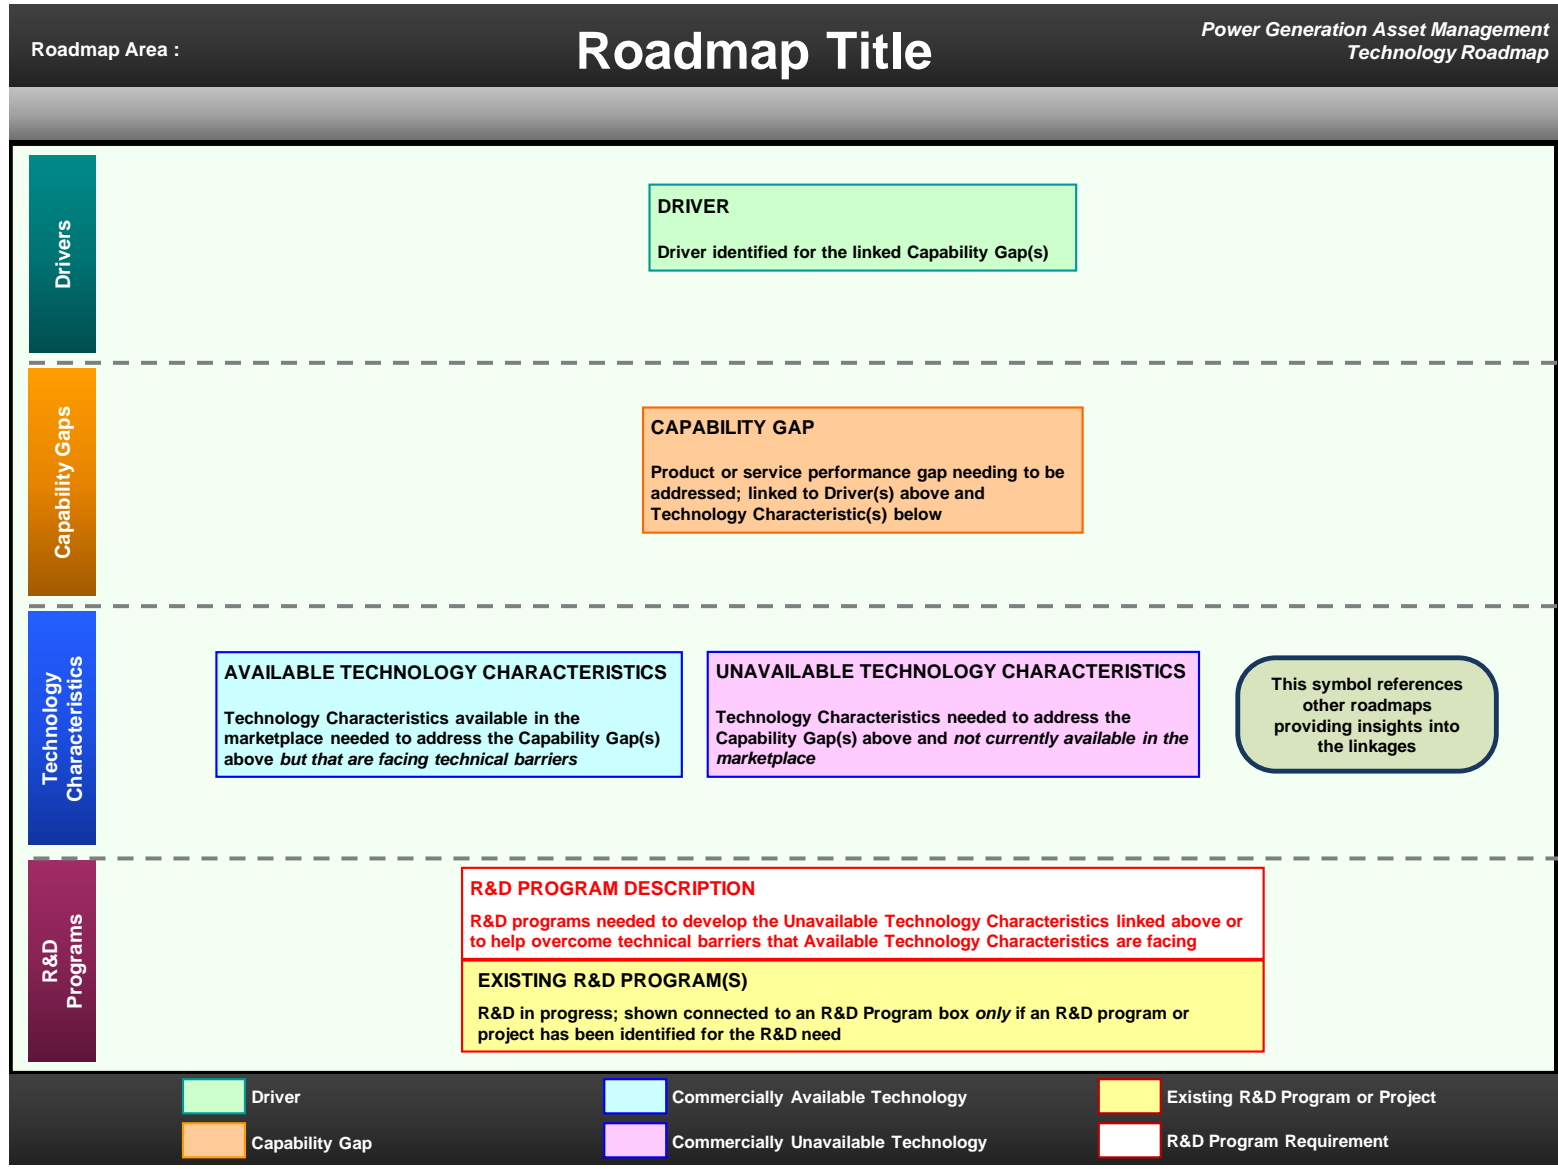 Roadmap Area :
Roadmap Title
Power Generation Asset Management
Technology Roadmap
Drivers
DRIVER
Driver identified for the linked Capability Gap(s)
Capability Gaps
CAPABILITY GAP
Product or service performance gap needing to be
addressed; linked to Driver(s) above and
Technology Characteristic(s) below
Technology
Characteristics
AVAILABLE TECHNOLOGY CHARACTERISTICS
Technology Characteristics available in the
marketplace needed to address the Capability Gap(s)
above but that are facing technical barriers
UNAVAILABLE TECHNOLOGY CHARACTERISTICS
Technology Characteristics needed to address the
Capability Gap(s) above and not currently available in the
marketplace
This symbol references
other roadmaps
providing insights into
the linkages
R&D
Programs
R&D PROGRAM DESCRIPTION
R&D programs needed to develop the Unavailable Technology Characteristics linked above or
to help overcome technical barriers that Available Technology Characteristics are facing
EXISTING R&D PROGRAM(S)
R&D in progress; shown connected to an R&D Program box only if an R&D program or
project has been identified for the R&D need
Driver
Commercially Available Technology
Existing R&D Program or Project
Capability Gap
Commercially Unavailable Technology
R&D Program Requirement